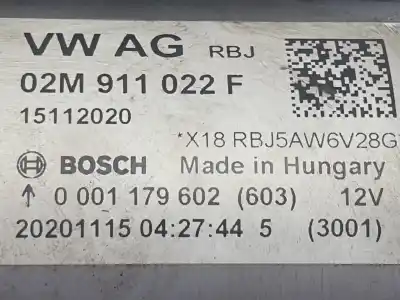 VW AG RBJ
02M 911 022 F
15112020
*X18 RBJ5AW6V28G
BOSCH Made in Hungary
↑ 0 001 179 602 (603) 12V
20201115 04:27:44 5 (3001)